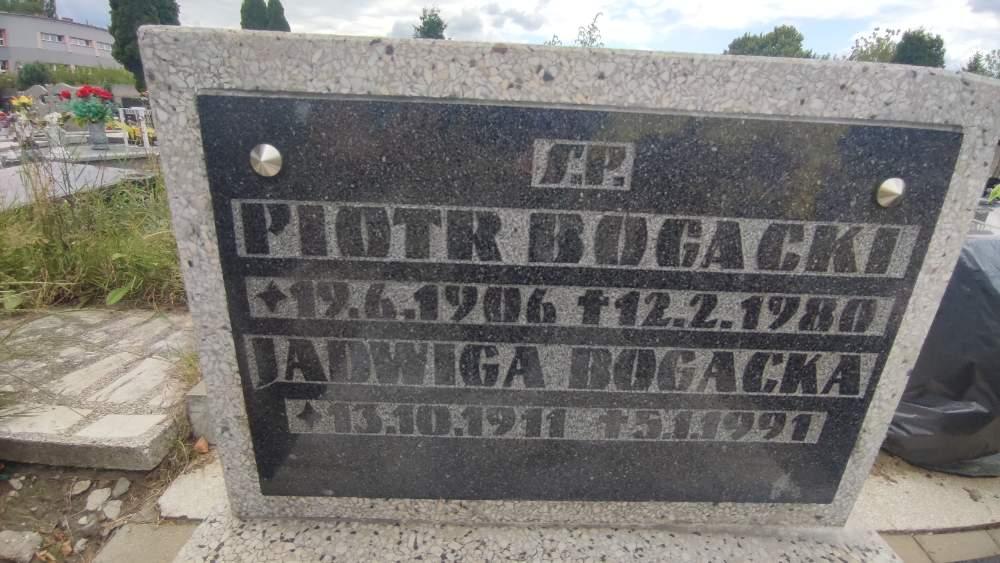 Ś.P.
PIOTR BOGACKI
✦19.6.1906 ✝12.2.1980
JADWIGA BOGACKA
✦13.10.1911 ✝5.1.1991